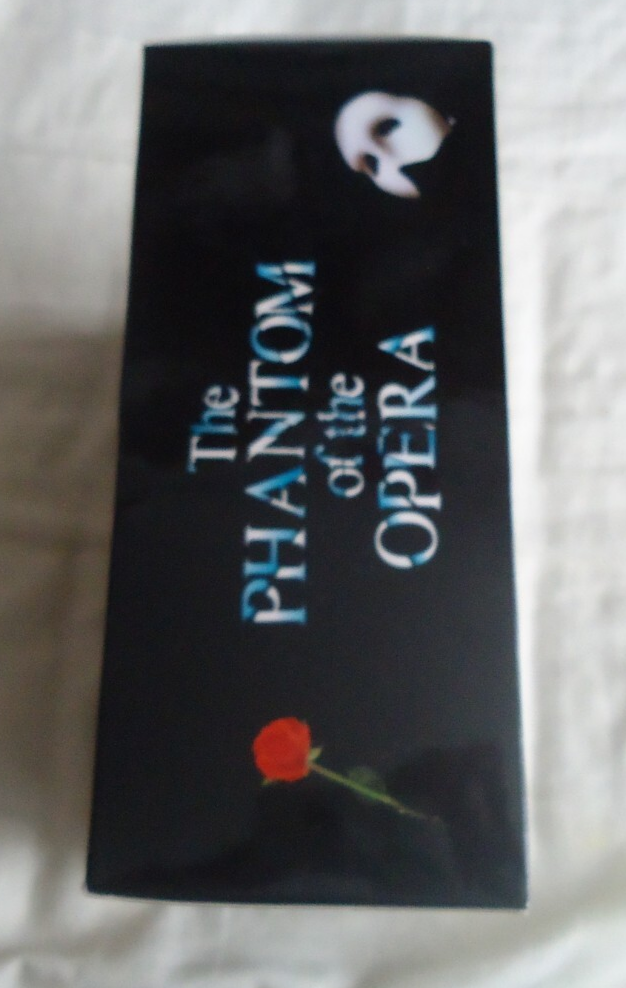 The
PHANTOM
of the
OPERA